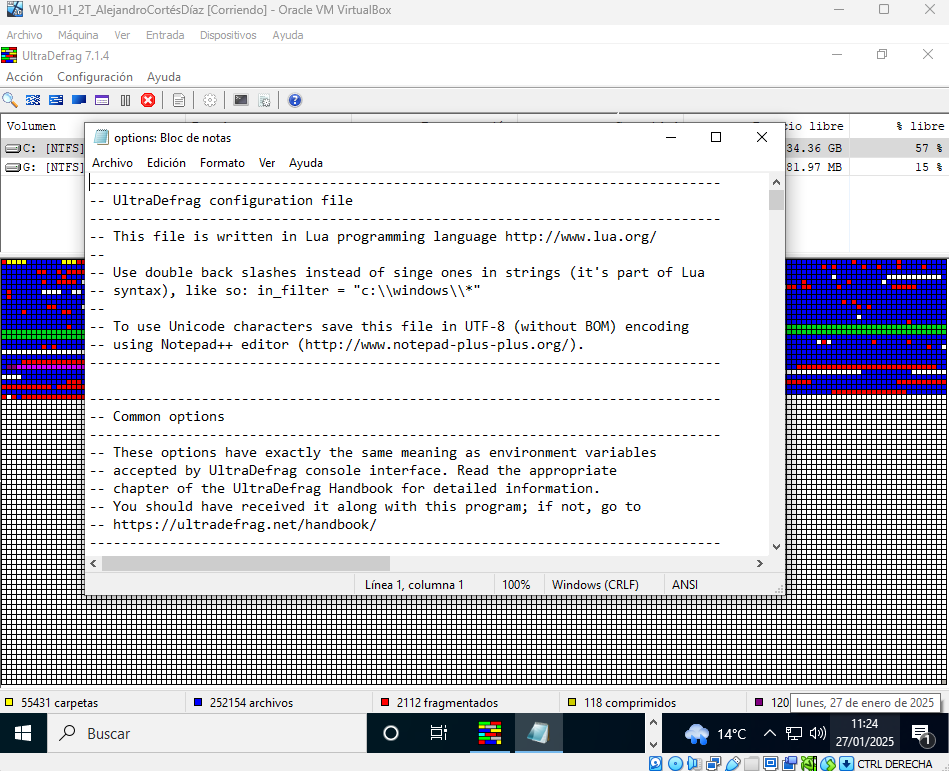 W10_H1_2T_AlejandroCortésDíaz [Corriendo] - Oracle VM VirtualBox
Archivo Máquina Ver Entrada Dispositivos Ayuda
UltraDefrag 7.1.4
Acción Configuración Ayuda
Volumen io libre % libre
C: [NTFS] 34.36 GB 57 %
G: [NTFS] 81.97 MB 15 %
options: Bloc de notas
Archivo Edición Formato Ver Ayuda
-------------------------------------------------------------------------------
-- UltraDefrag configuration file
-------------------------------------------------------------------------------
-- This file is written in Lua programming language http://www.lua.org/
--
-- Use double back slashes instead of singe ones in strings (it's part of Lua
-- syntax), like so: in_filter = "c:\\windows\\*"
--
-- To use Unicode characters save this file in UTF-8 (without BOM) encoding
-- using Notepad++ editor (http://www.notepad-plus-plus.org/).
------------------------------------------------------------------------------
-------------------------------------------------------------------------------
-- Common options
-------------------------------------------------------------------------------
-- These options have exactly the same meaning as environment variables
-- accepted by UltraDefrag console interface. Read the appropriate
-- chapter of the UltraDefrag Handbook for detailed information.
-- You should have received it along with this program; if not, go to
-- https://ultradefrag.net/handbook/
-------------------------------------------------------------------------------
Línea 1, columna 1 100% Windows (CRLF) ANSI
55431 carpetas 252154 archivos 2112 fragmentados 118 comprimidos 120
lunes, 27 de enero de 2025
Buscar 14°C 11:24
27/01/2025 1
CTRL DERECHA